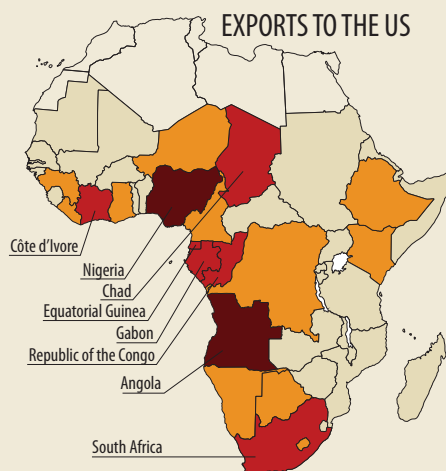 EXPORTS TO THE US
Côte d’Ivore
Nigeria
Chad
Equatorial Guinea
Gabon
Republic of the Congo
Angola
South Africa